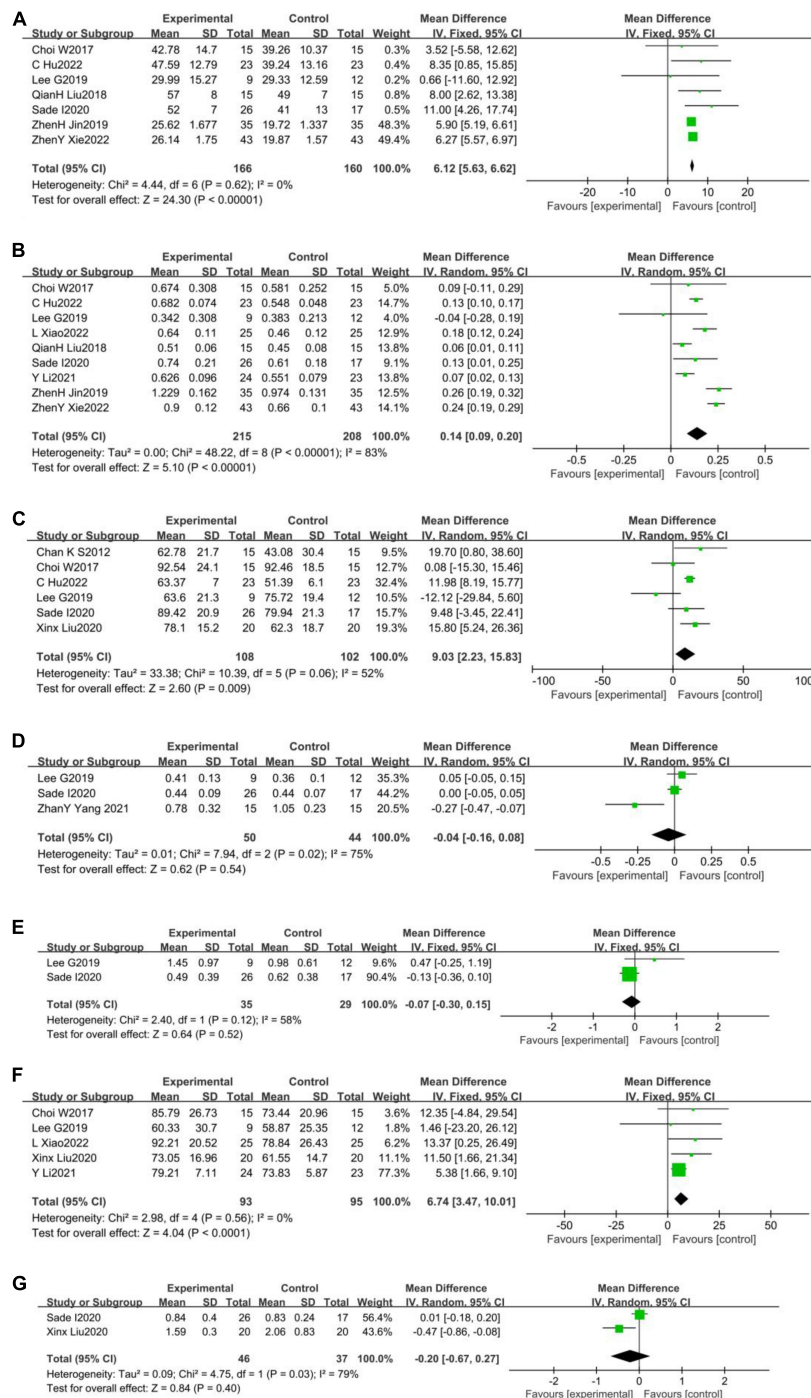 A
Experimental Control Mean Difference Mean Difference
Study or Subgroup Mean SD Total Mean SD Total Weight IV, Fixed, 95% CI IV, Fixed, 95% CI
Choi W2017 42.78 14.7 15 39.26 10.37 15 0.3% 3.52 [-5.58, 12.62]
C Hu2022 47.59 12.79 23 39.24 13.16 23 0.4% 8.35 [0.85, 15.85]
Lee G2019 29.99 15.27 9 29.33 12.59 12 0.2% 0.66 [-11.60, 12.92]
QianH Liu2018 57 8 15 49 7 15 0.8% 8.00 [2.62, 13.38]
Sade I2020 52 7 26 41 13 17 0.5% 11.00 [4.26, 17.74]
ZhenH Jin2019 25.62 1.677 35 19.72 1.337 35 48.3% 5.90 [5.19, 6.61]
ZhenY Xie2022 26.14 1.75 43 19.87 1.57 43 49.4% 6.27 [5.57, 6.97]
Total (95% CI) 166 160 100.0% 6.12 [5.63, 6.62]
Heterogeneity: Chi² = 4.44, df = 6 (P = 0.62); I² = 0%
Test for overall effect: Z = 24.30 (P < 0.00001)
-20 -10 0 10 20
Favours [experimental] Favours [control]
B
Experimental Control Mean Difference Mean Difference
Study or Subgroup Mean SD Total Mean SD Total Weight IV, Random, 95% CI IV, Random, 95% CI
Choi W2017 0.674 0.308 15 0.581 0.252 15 5.0% 0.09 [-0.11, 0.29]
C Hu2022 0.682 0.074 23 0.548 0.048 23 14.7% 0.13 [0.10, 0.17]
Lee G2019 0.342 0.308 9 0.383 0.213 12 4.0% -0.04 [-0.28, 0.19]
L Xiao2022 0.64 0.11 25 0.46 0.12 25 12.9% 0.18 [0.12, 0.24]
QianH Liu2018 0.51 0.06 15 0.45 0.08 15 13.4% 0.06 [0.01, 0.11]
Sade I2020 0.74 0.21 26 0.61 0.18 17 9.1% 0.13 [0.01, 0.25]
Y Li2021 0.626 0.096 24 0.551 0.079 23 13.8% 0.07 [0.02, 0.13]
ZhenH Jin2019 1.229 0.162 35 0.974 0.131 35 12.9% 0.26 [0.19, 0.32]
ZhenY Xie2022 0.9 0.12 43 0.66 0.1 43 14.1% 0.24 [0.19, 0.29]
Total (95% CI) 215 208 100.0% 0.14 [0.09, 0.20]
Heterogeneity: Tau² = 0.00; Chi² = 48.22, df = 8 (P < 0.00001); I² = 83%
Test for overall effect: Z = 5.10 (P < 0.00001)
-0.5 -0.25 0 0.25 0.5
Favours [experimental] Favours [control]
C
Experimental Control Mean Difference Mean Difference
Study or Subgroup Mean SD Total Mean SD Total Weight IV, Random, 95% CI IV, Random, 95% CI
Chan K S2012 62.78 21.7 15 43.08 30.4 15 9.5% 19.70 [0.80, 38.60]
Choi W2017 92.54 24.1 15 92.46 18.5 15 12.7% 0.08 [-15.30, 15.46]
C Hu2022 63.37 7 23 51.39 6.1 23 32.4% 11.98 [8.19, 15.77]
Lee G2019 63.6 21.3 9 75.72 19.4 12 10.4% -12.12 [-29.84, 5.60]
Sade I2020 89.42 20.9 26 79.94 21.3 17 15.7% 9.48 [-3.45, 22.41]
Xinx Liu2020 78.1 15.2 20 62.3 18.7 20 19.3% 15.80 [5.24, 26.36]
Total (95% CI) 108 102 100.0% 9.03 [2.23, 15.83]
Heterogeneity: Tau² = 33.38; Chi² = 10.39, df = 5 (P = 0.06); I² = 52%
Test for overall effect: Z = 2.60 (P = 0.009)
-100 -50 0 50 100
Favours [experimental] Favours [control]
D
Experimental Control Mean Difference Mean Difference
Study or Subgroup Mean SD Total Mean SD Total Weight IV, Random, 95% CI IV, Random, 95% CI
Lee G2019 0.41 0.13 9 0.36 0.1 12 35.3% 0.05 [-0.05, 0.15]
Sade I2020 0.44 0.09 26 0.44 0.07 17 44.2% 0.00 [-0.05, 0.05]
ZhanY Yang 2021 0.78 0.32 15 1.05 0.23 15 20.5% -0.27 [-0.47, -0.07]
Total (95% CI) 50 44 100.0% -0.04 [-0.16, 0.08]
Heterogeneity: Tau² = 0.01; Chi² = 7.94, df = 2 (P = 0.02); I² = 75%
Test for overall effect: Z = 0.62 (P = 0.54)
-0.5 -0.25 0 0.25 0.5
Favours [experimental] Favours [control]
E
Experimental Control Mean Difference Mean Difference
Study or Subgroup Mean SD Total Mean SD Total Weight IV, Fixed, 95% CI IV, Fixed, 95% CI
Lee G2019 1.45 0.97 9 0.98 0.61 12 9.6% 0.47 [-0.25, 1.19]
Sade I2020 0.49 0.39 26 0.62 0.38 17 90.4% -0.13 [-0.36, 0.10]
Total (95% CI) 35 29 100.0% -0.07 [-0.30, 0.15]
Heterogeneity: Chi² = 2.40, df = 1 (P = 0.12); I² = 58%
Test for overall effect: Z = 0.64 (P = 0.52)
-2 -1 0 1 2
Favours [experimental] Favours [control]
F
Experimental Control Mean Difference Mean Difference
Study or Subgroup Mean SD Total Mean SD Total Weight IV, Fixed, 95% CI IV, Fixed, 95% CI
Choi W2017 85.79 26.73 15 73.44 20.96 15 3.6% 12.35 [-4.84, 29.54]
Lee G2019 60.33 30.7 9 58.87 25.35 12 1.8% 1.46 [-23.20, 26.12]
L Xiao2022 92.21 20.52 25 78.84 26.43 25 6.2% 13.37 [0.25, 26.49]
Xinx Liu2020 73.05 16.96 20 61.55 14.7 20 11.1% 11.50 [1.66, 21.34]
Y Li2021 79.21 7.11 24 73.83 5.87 23 77.3% 5.38 [1.66, 9.10]
Total (95% CI) 93 95 100.0% 6.74 [3.47, 10.01]
Heterogeneity: Chi² = 2.98, df = 4 (P = 0.56); I² = 0%
Test for overall effect: Z = 4.04 (P < 0.0001)
-50 -25 0 25 50
Favours [experimental] Favours [control]
G
Experimental Control Mean Difference Mean Difference
Study or Subgroup Mean SD Total Mean SD Total Weight IV, Random, 95% CI IV, Random, 95% CI
Sade I2020 0.84 0.4 26 0.83 0.24 17 56.4% 0.01 [-0.18, 0.20]
Xinx Liu2020 1.59 0.3 20 2.06 0.83 20 43.6% -0.47 [-0.86, -0.08]
Total (95% CI) 46 37 100.0% -0.20 [-0.67, 0.27]
Heterogeneity: Tau² = 0.09; Chi² = 4.75, df = 1 (P = 0.03); I² = 79%
Test for overall effect: Z = 0.84 (P = 0.40)
-2 -1 0 1 2
Favours [experimental] Favours [control]